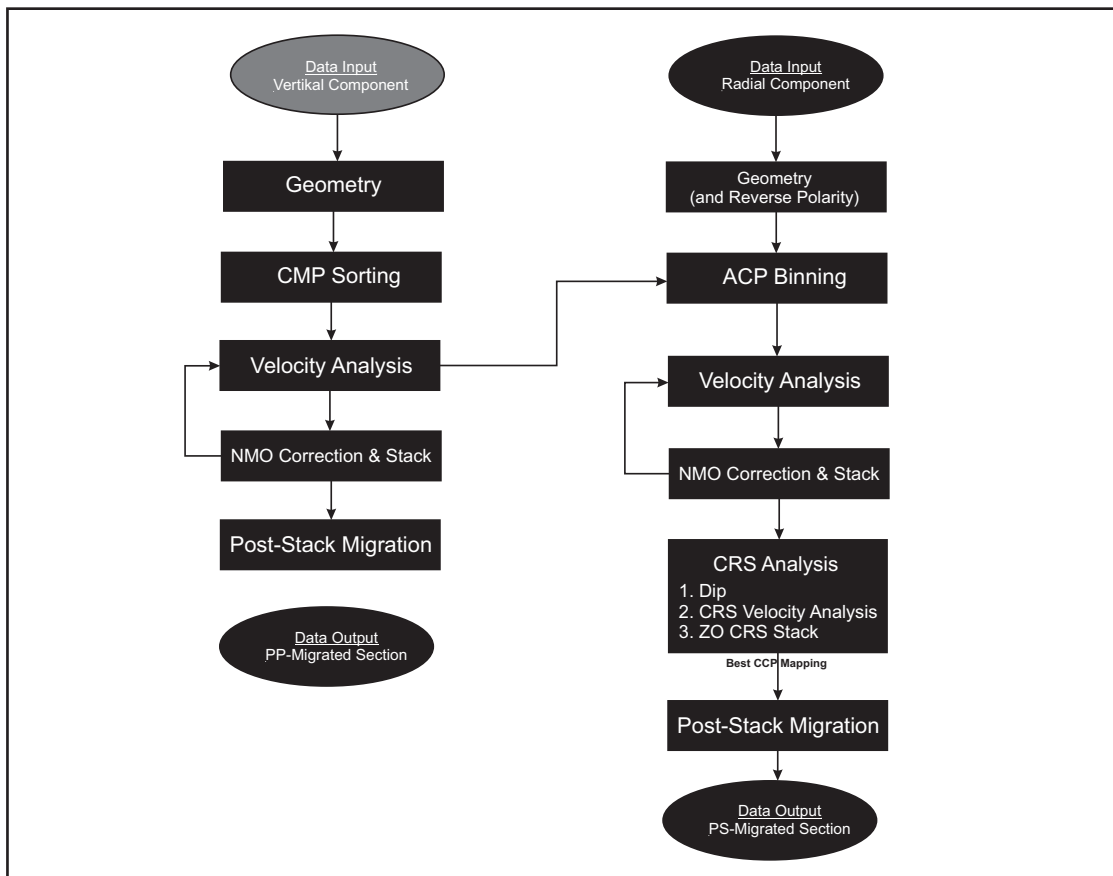 Data Input
Vertikal Component
Geometry
CMP Sorting
Velocity Analysis
NMO Correction & Stack
Post-Stack Migration
Data Output
PP-Migrated Section
Data Input
Radial Component
Geometry
(and Reverse Polarity)
ACP Binning
Velocity Analysis
NMO Correction & Stack
CRS Analysis
1. Dip
2. CRS Velocity Analysis
3. ZO CRS Stack
Best CCP Mapping
Post-Stack Migration
Data Output
PS-Migrated Section